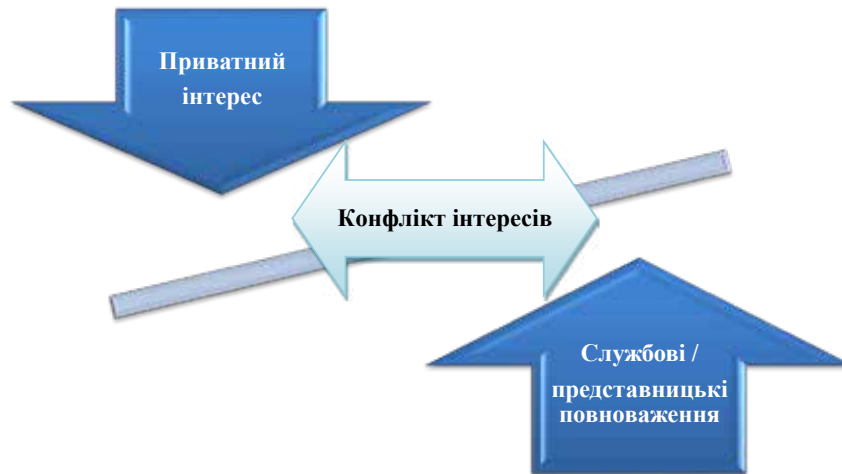 Приватний
інтерес
Конфлікт інтересів
Службові /
представницькі
повноваження